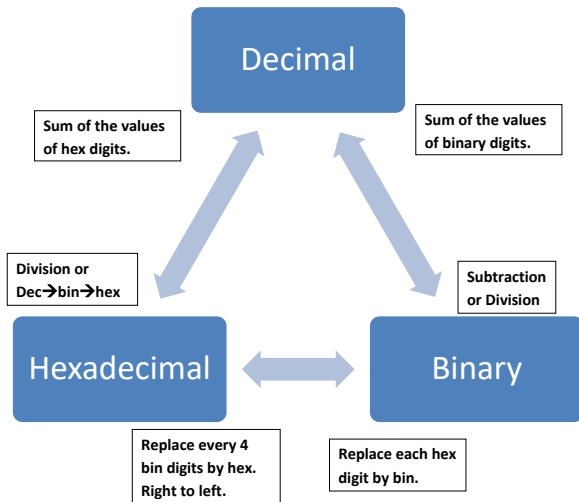 Decimal
Sum of the values
of hex digits.
Sum of the values
of binary digits.
Division or
Dec→bin→hex
Subtraction
or Division
Hexadecimal
Binary
Replace every 4
bin digits by hex.
Right to left.
Replace each hex
digit by bin.